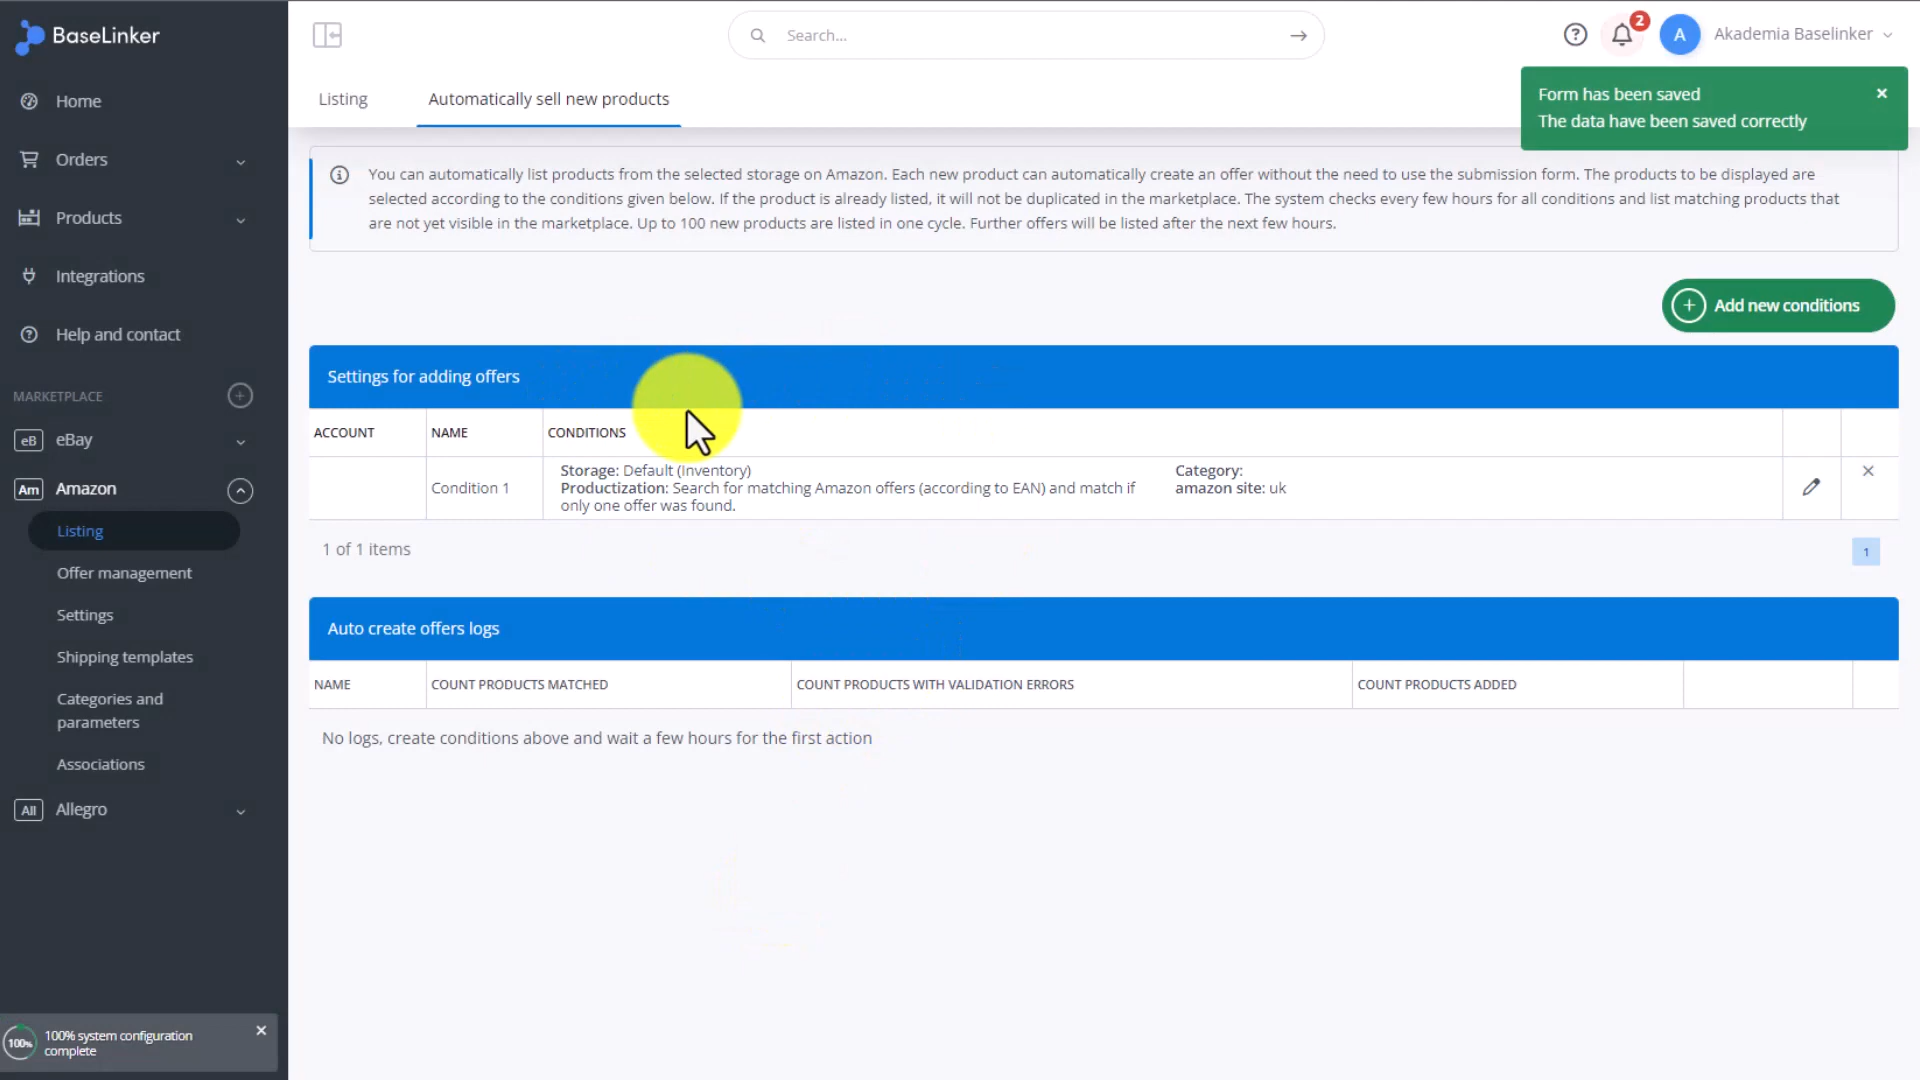 BaseLinker
Search...
2
A
Akademia Baselinker
Home
Orders
Products
Integrations
Help and contact
MARKETPLACE
eB eBay
Am Amazon
Listing
Offer management
Settings
Shipping templates
Categories and
parameters
Associations
All Allegro
100% 100% system configuration
complete
Listing
Automatically sell new products
Form has been saved
The data have been saved correctly
You can automatically list products from the selected storage on Amazon. Each new product can automatically create an offer without the need to use the submission form. The products to be displayed are
selected according to the conditions given below. If the product is already listed, it will not be duplicated in the marketplace. The system checks every few hours for all conditions and list matching products that
are not yet visible in the marketplace. Up to 100 new products are listed in one cycle. Further offers will be listed after the next few hours.
Add new conditions
Settings for adding offers
ACCOUNT NAME CONDITIONS
Condition 1
Storage: Default (Inventory)
Productization: Search for matching Amazon offers (according to EAN) and match if
only one offer was found.
Category:
amazon site: uk
1 of 1 items
1
Auto create offers logs
NAME COUNT PRODUCTS MATCHED COUNT PRODUCTS WITH VALIDATION ERRORS COUNT PRODUCTS ADDED
No logs, create conditions above and wait a few hours for the first action